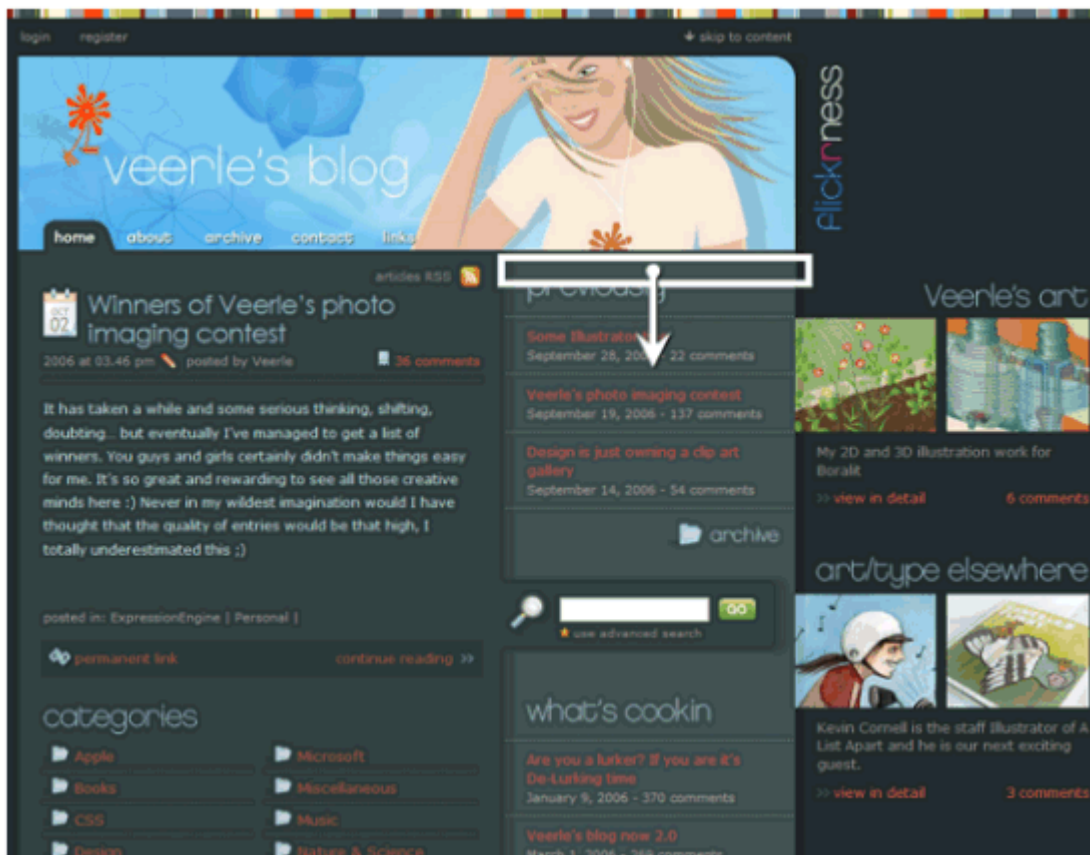 login register
skip to content
veerle's blog
home about archive contact links
flickrness
articles RSS
OCT
02
Winners of Veerle's photo
imaging contest
2006 at 03.46 pm posted by Veerle
36 comments
It has taken a while and some serious thinking, shifting,
doubting... but eventually I've managed to get a list of
winners. You guys and girls certainly didn't make things easy
for me. It's so great and rewarding to see all those creative
minds here :) Never in my wildest imagination would I have
thought that the quality of entries would be that high, I
totally underestimated this ;)
posted in: ExpressionEngine | Personal |
permanent link
continue reading >>
categories
Apple
Books
CSS
Design
Microsoft
Miscellaneous
Music
Nature & Science
previously
Some Illustrator
September 28, 22 comments
Veerle's photo imaging contest
September 19, 2006 - 137 comments
Design is just owning a clip art
gallery
September 14, 2006 - 54 comments
archive
GO
use advanced search
what's cookin
Are you a lurker? If you are it's
De-Lurking time
January 9, 2006 - 370 comments
Veerle's blog now 2.0
March 1, 2006 - 269 comments
Veerle's art
My 2D and 3D illustration work for
Boralit
>> view in detail
6 comments
art/type elsewhere
Kevin Cornell is the staff Illustrator of A
List Apart and he is our next exciting
guest.
>> view in detail
3 comments